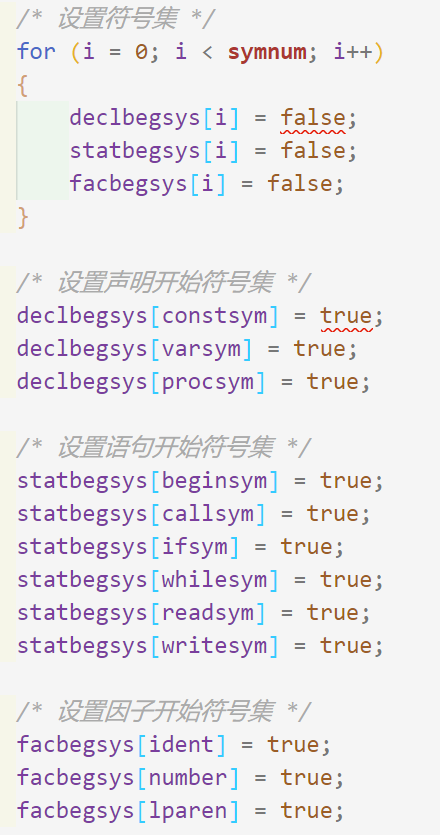 /* 设置符号集 */
for (i = 0; i < symnum; i++)
{
declbegsys[i] = false;
statbegsys[i] = false;
facbegsys[i] = false;
}
/* 设置声明开始符号集 */
declbegsys[constsym] = true;
declbegsys[varsym] = true;
declbegsys[procsym] = true;
/* 设置语句开始符号集 */
statbegsys[beginsym] = true;
statbegsys[callsym] = true;
statbegsys[ifsym] = true;
statbegsys[whilesym] = true;
statbegsys[readsym] = true;
statbegsys[writesym] = true;
/* 设置因子开始符号集 */
facbegsys[ident] = true;
facbegsys[number] = true;
facbegsys[lparen] = true;